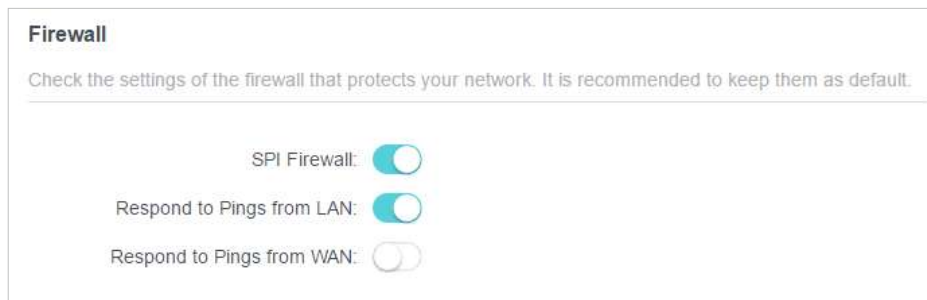 Firewall
Check the settings of the firewall that protects your network. It is recommended to keep them as default.
SPI Firewall:
Respond to Pings from LAN:
Respond to Pings from WAN: